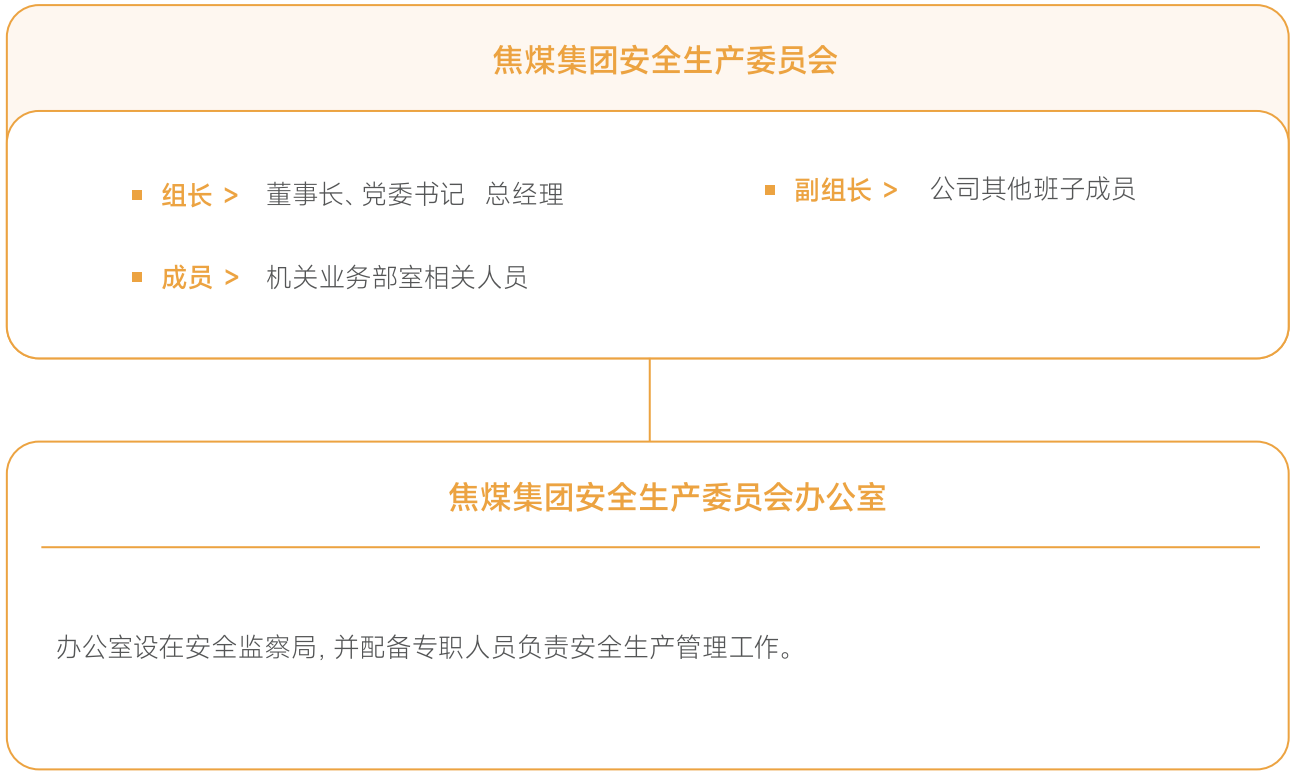 焦煤集团安全生产委员会
组长 > 董事长、党委书记 总经理
副组长 > 公司其他班子成员
成员 > 机关业务部室相关人员
焦煤集团安全生产委员会办公室
办公室设在安全监察局, 并配备专职人员负责安全生产管理工作。